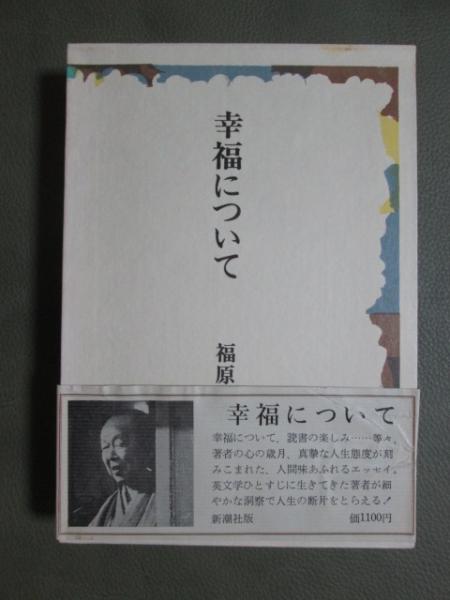 幸福について
福原
幸福について
幸福について、読書の楽しみ……等々、
著者の心の歳月、真摯な人生態度が刻
みこまれた、人間味あふれるエッセイ。
英文学ひとすじに生きてきた著者が細
やかな洞察で人生の断片をとらえる!
新潮社版 価1100円